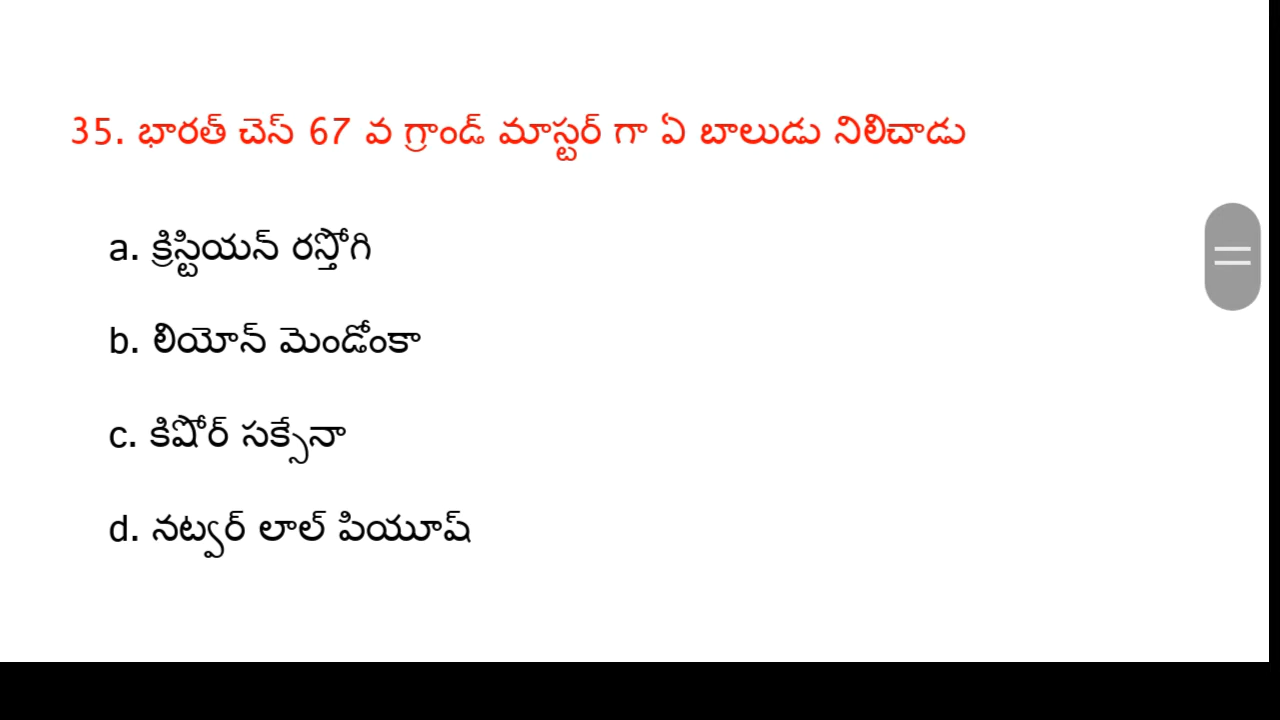 35. భారత్ చెస్ 67 వ గ్రాండ్ మాస్టర్ గా ఏ బాలుడు నిలిచాడు
a. క్రిస్టియన్ రస్తోగి
b. లియోన్ మెండోంకా
c. కిషోర్ సక్సేనా
d. నట్వర్ లాల్ పియూష్